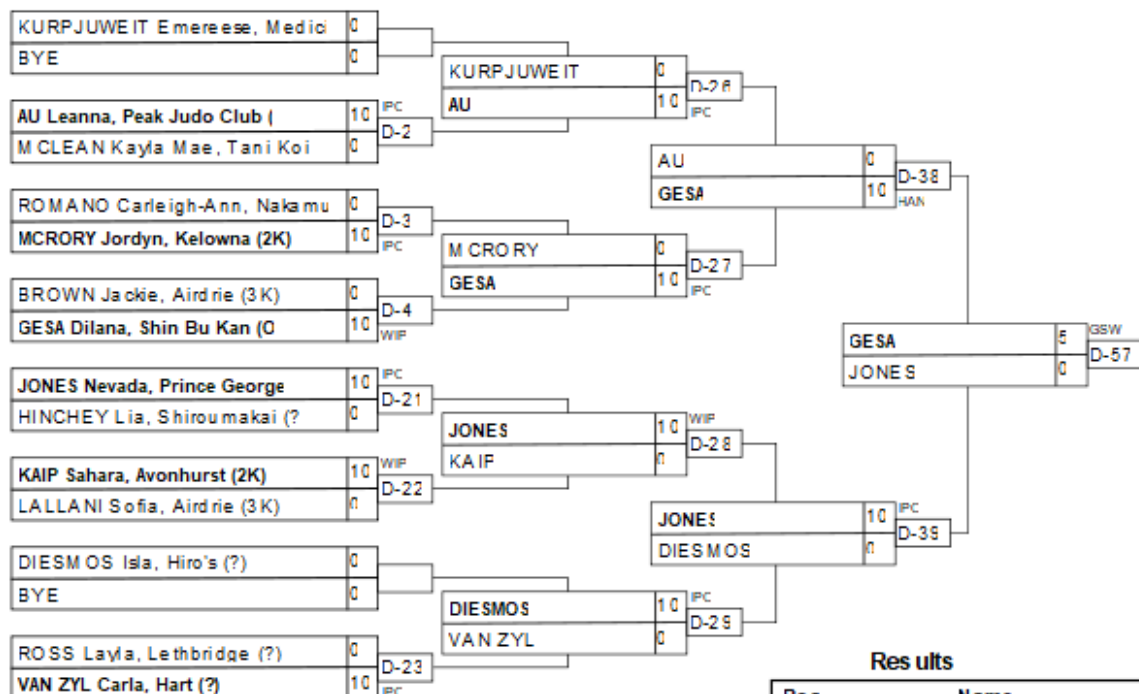 KURPJUWEIT Emereese, Medici 0
BYE 0
AU Leanna, Peak Judo Club ( 10 IPC
D-2
MCLEAN Kayla Mae, Tani Koi 0
ROMANO Carleigh-Ann, Nakamu 0
D-3
MCRORY Jordyn, Kelowna (2K) 10 IPC
BROWN Jackie, Airdrie (3K) 0
D-4
GESA Dilana, Shin Bu Kan (O 10 WIP
JONES Nevada, Prince George 10 IPC
D-21
HINCHEY Lia, Shiroumakai (? 0
KAIP Sahara, Avonhurst (2K) 10 WIP
D-22
LALLANI Sofia, Airdrie (3K) 0
DIESMOS Isla, Hiro's (?) 0
BYE 0
ROSS Layla, Lethbridge (?) 0
D-23
VAN ZYL Carla, Hart (?) 10 IPC
KURPJUWEIT 0
D-26
AU 10 IPC
MCRORY 0
D-27
GESA 10 IPC
JONES 10 WIP
D-28
KAIP 0
DIESMOS 10 IPC
D-29
VAN ZYL 0
AU 0
D-38
GESA 10 HAN
JONES 10 IPC
D-39
DIESMOS 0
GESA 5 GSW
D-57
JONES 0
Results
Name